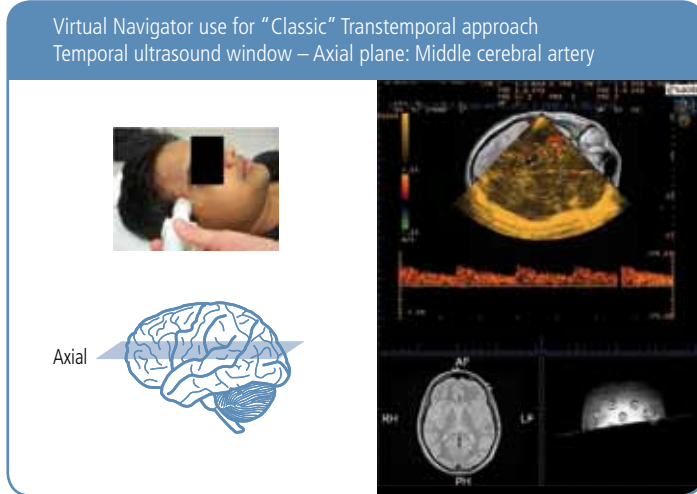 Virtual Navigator use for “Classic” Transtemporal approach
Temporal ultrasound window – Axial plane: Middle cerebral artery
Axial
AF
RH
LF
PH